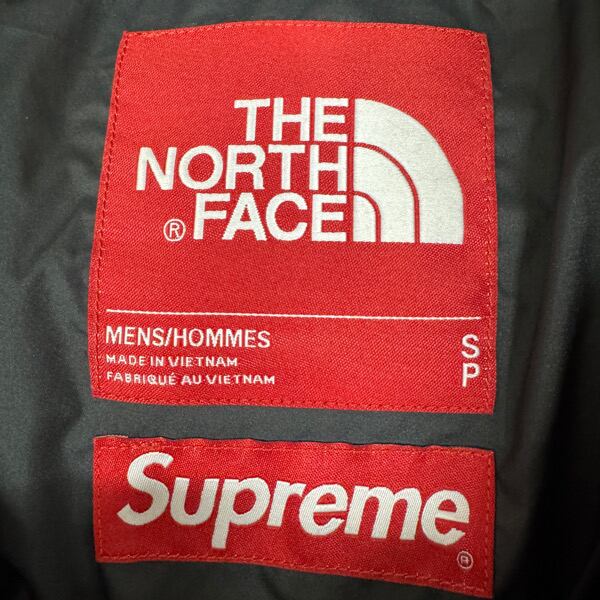 THE
NORTH
® FACE
MENS/HOMMES S
MADE IN VIETNAM P
FABRIQUÉ AU VIETNAM
Supreme
®